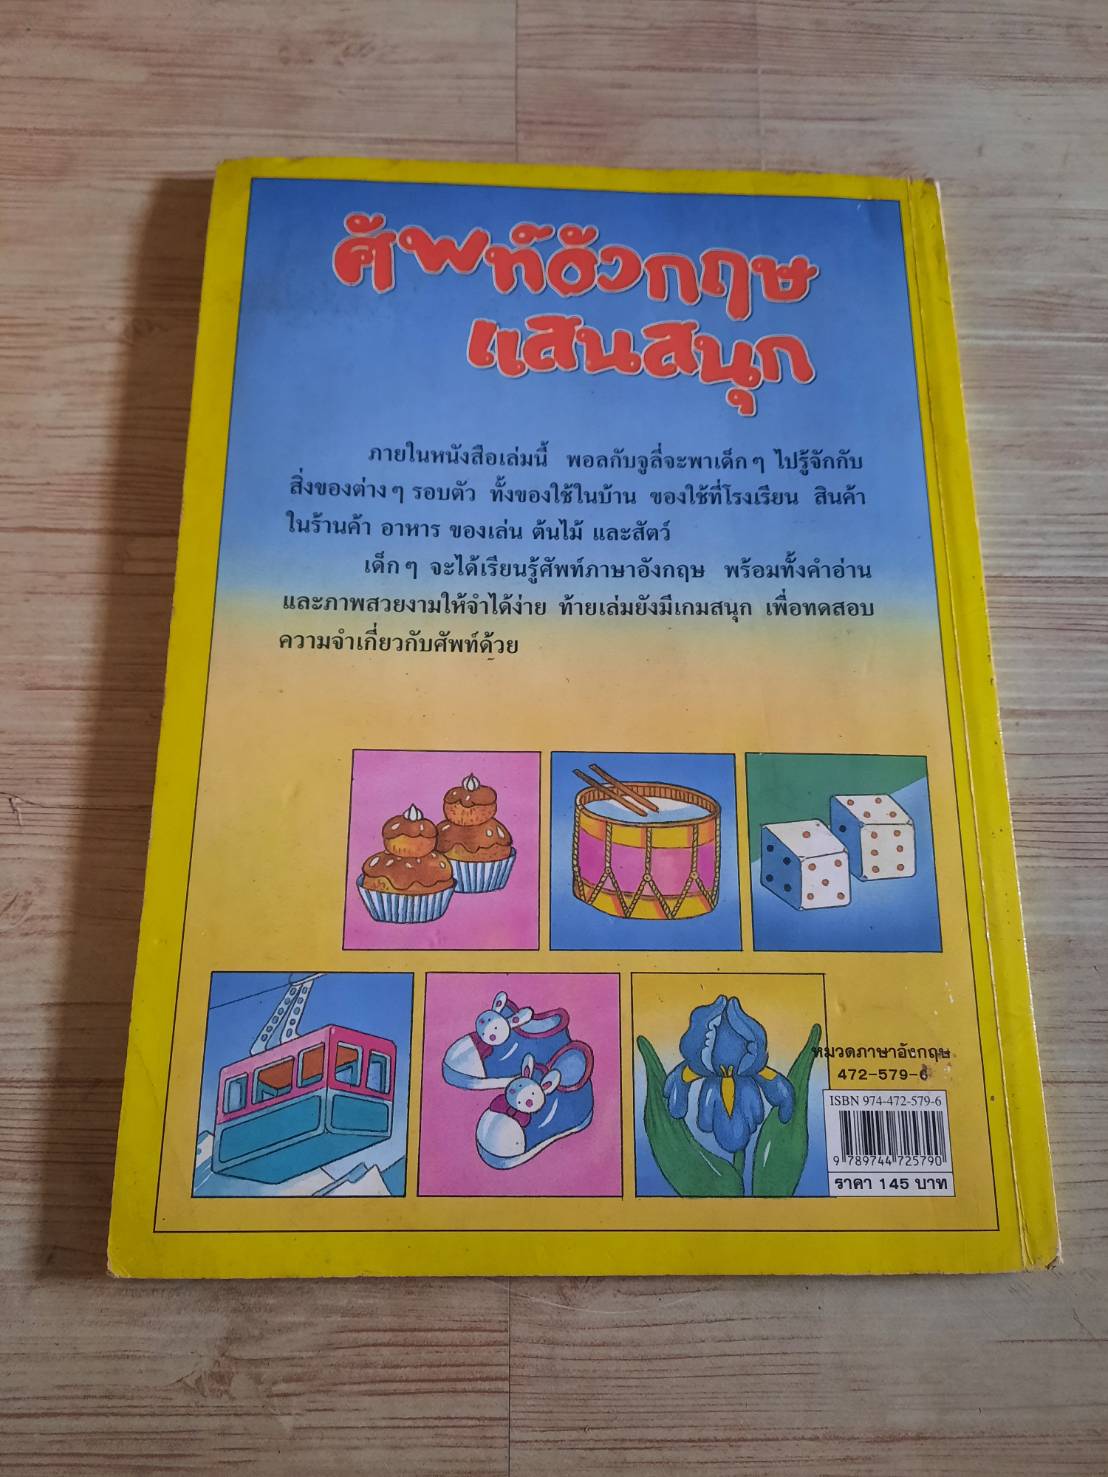 ศัพท์อังกฤษ
แสนสนุก
ภายในหนังสือเล่มนี้ พอลกับจูลี่จะพาเด็ก ๆ ไปรู้จักกับ
สิ่งของต่าง ๆ รอบตัว ทั้งของใช้ในบ้าน ของใช้ที่โรงเรียน สินค้า
ในร้านค้า อาหาร ของเล่น ต้นไม้ และสัตว์
เด็ก ๆ จะได้เรียนรู้ศัพท์ภาษาอังกฤษ พร้อมทั้งคำอ่าน
และภาพสวยงามให้จำได้ง่าย ท้ายเล่มยังมีเกมสนุก เพื่อทดสอบ
ความจำเกี่ยวกับศัพท์ด้วย
หมวดภาษาอังกฤษ
472-579-6
ISBN 974-472-579-6
9 789744 725790
ราคา 145 บาท